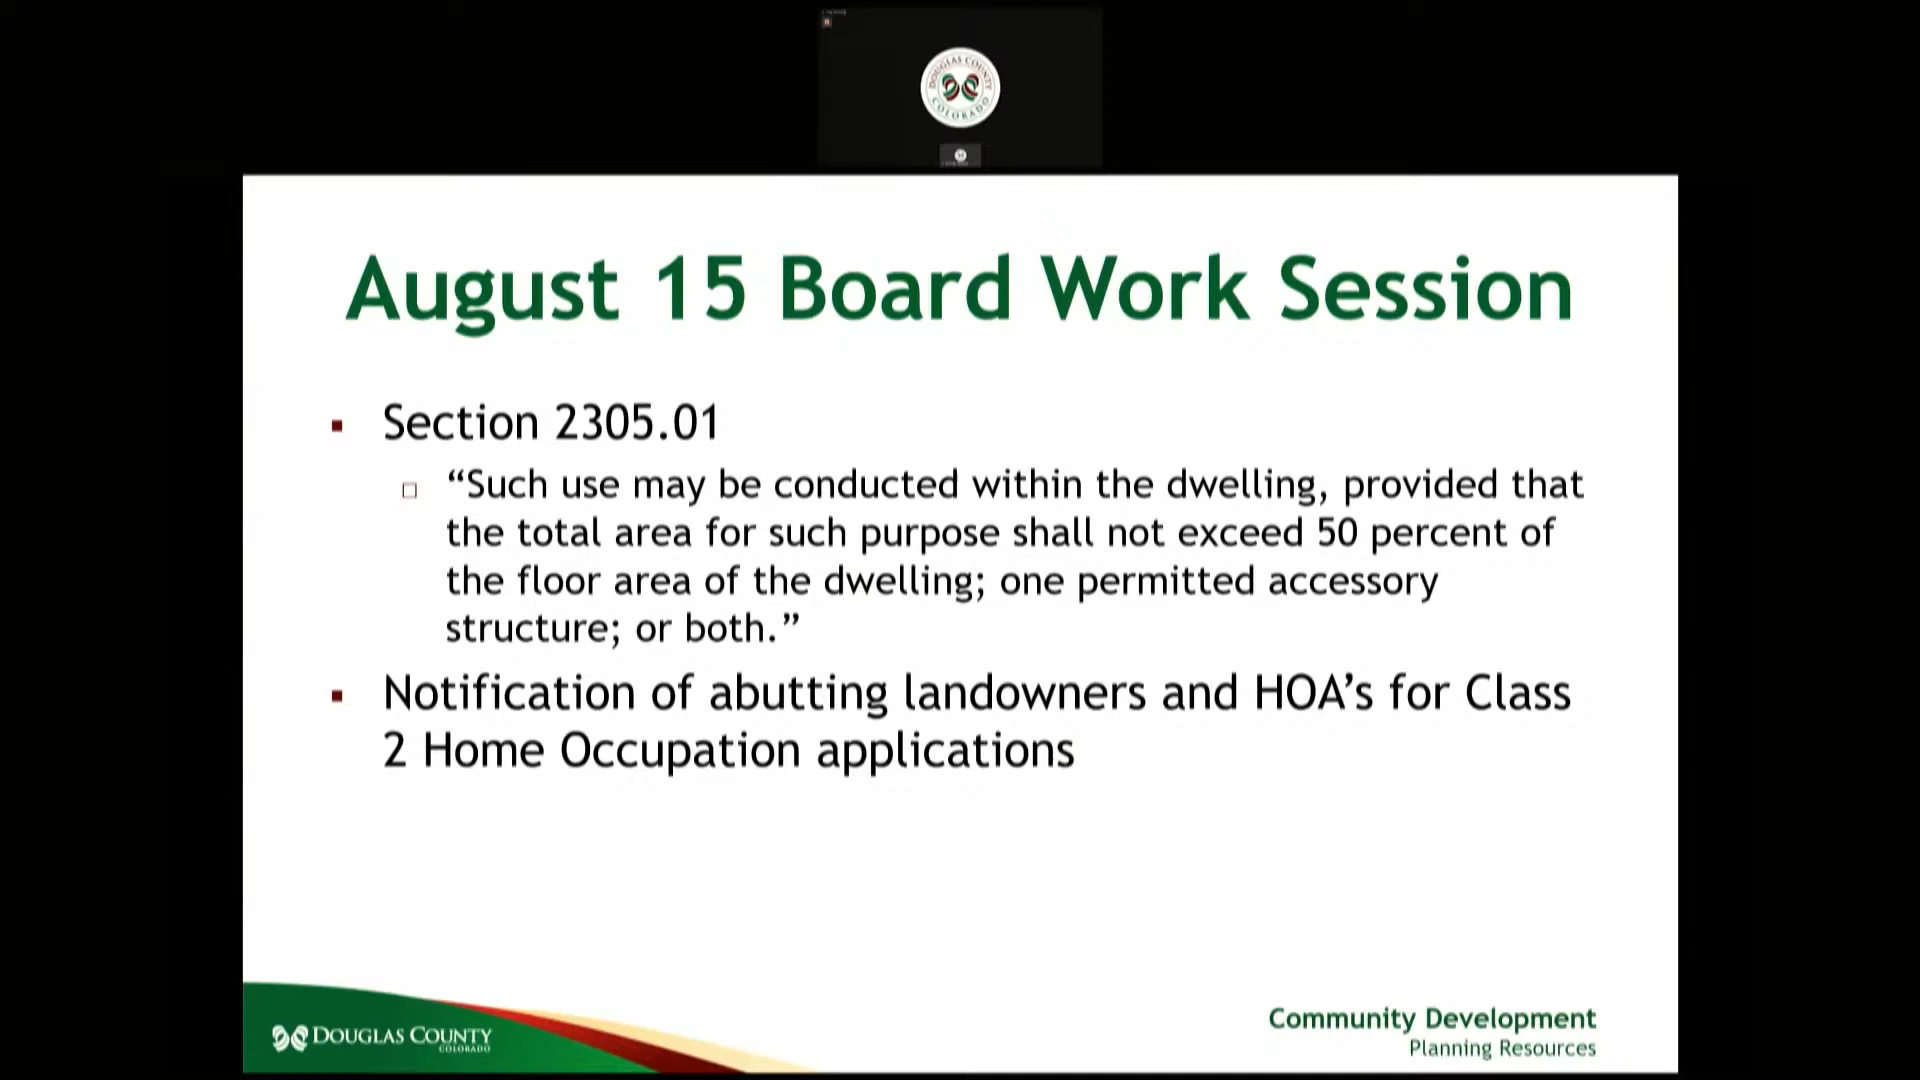 DOUGLAS COUNTY
COLORADO
August 15 Board Work Session
Section 2305.01
“Such use may be conducted within the dwelling, provided that
the total area for such purpose shall not exceed 50 percent of
the floor area of the dwelling; one permitted accessory
structure; or both.”
Notification of abutting landowners and HOA’s for Class
2 Home Occupation applications
DOUGLAS COUNTY
COLORADO
Community Development
Planning Resources